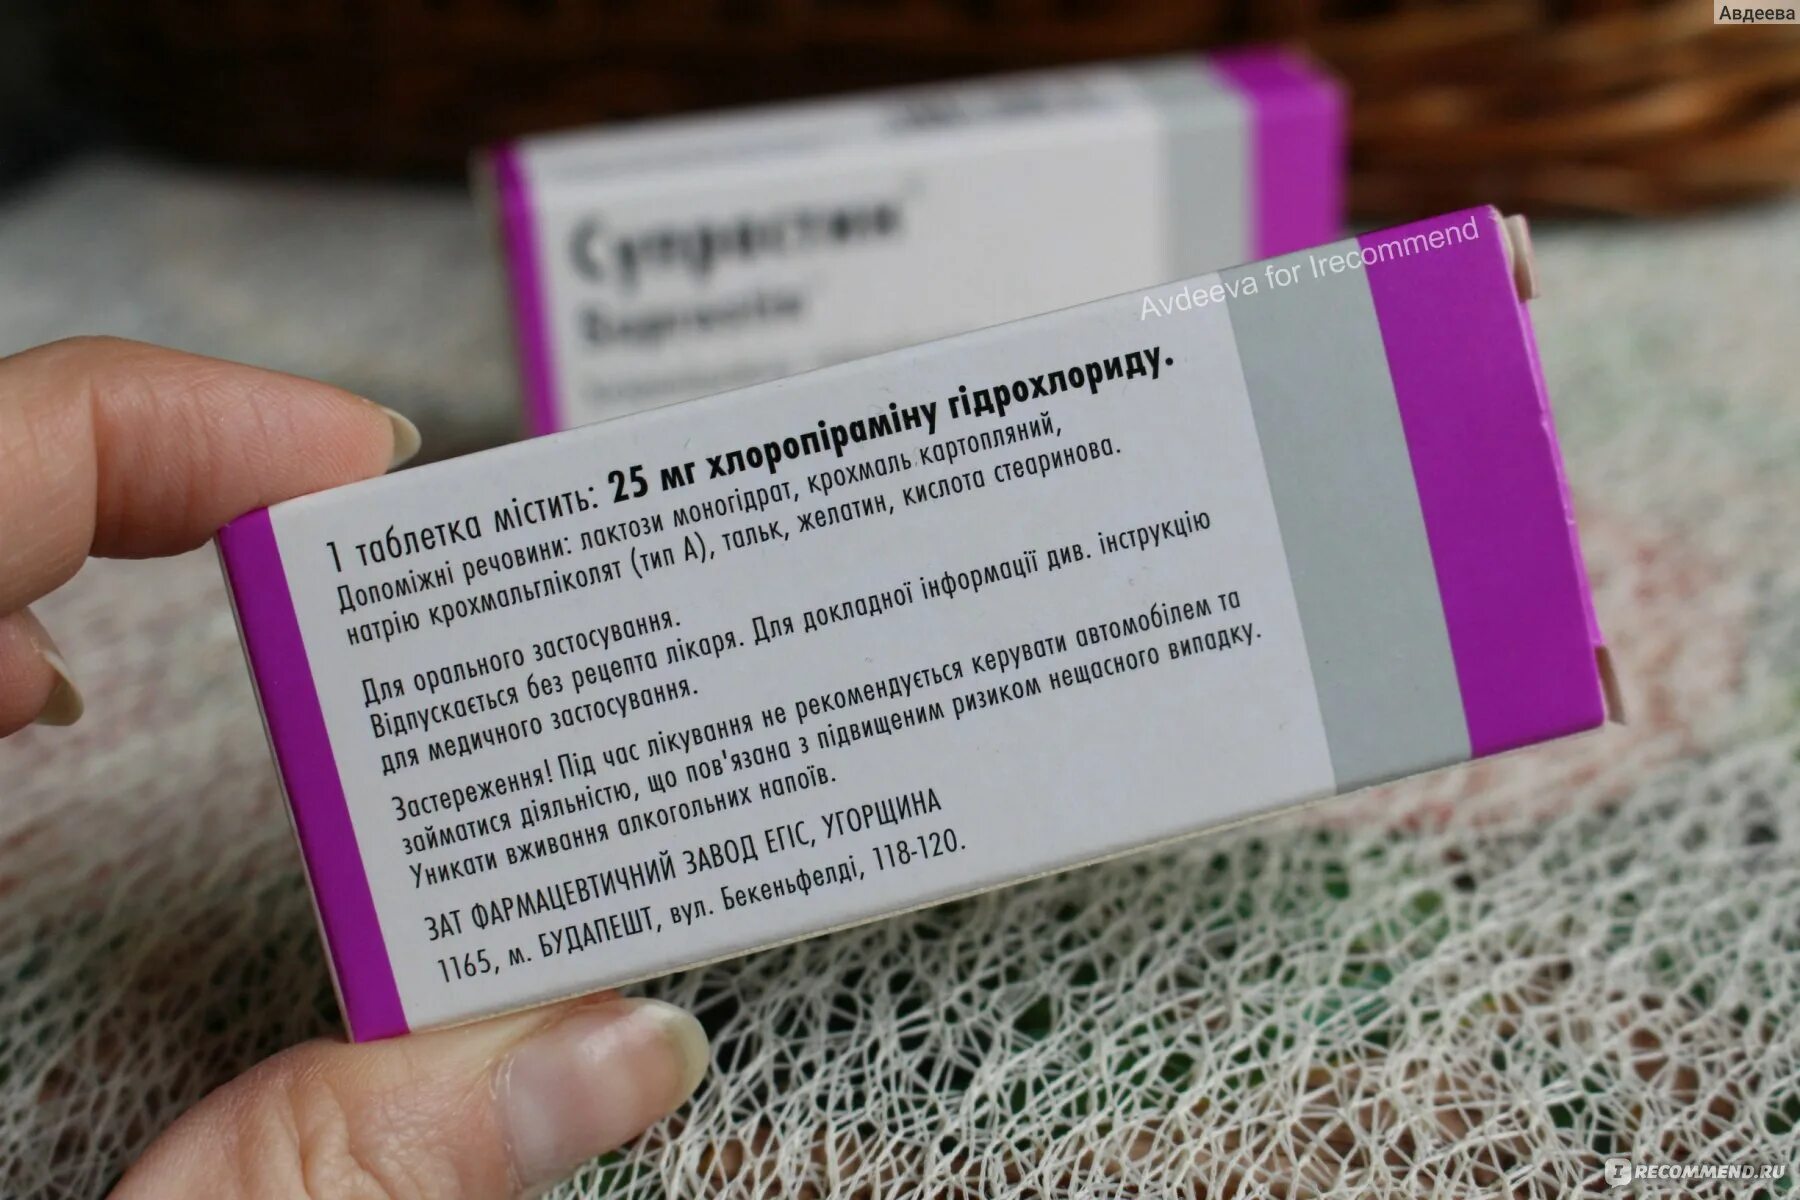 Авдеева
Супрастин
Avdeeva for Irecommend
1 таблетка містить: 25 мг хлоропіраміну гідрохлориду.
Допоміжні речовини: лактози моногідрат, крохмаль картопляний,
натрію крохмальгліколят (тип А), тальк, желатин, кислота стеаринова.
Для орального застосування.
Відпускається без рецепта лікаря. Для докладної інформації див. інструкцію
для медичного застосування.
Застереження! Під час лікування не рекомендується керувати автомобілем та
займатися діяльністю, що пов'язана з підвищеним ризиком нещасного випадку.
Уникати вживання алкогольних напоїв.
ЗАТ ФАРМАЦЕВТИЧНИЙ ЗАВОД ЕГІС, УГОРЩИНА
1165, м. БУДАПЕШТ, вул. Бекеньфелді, 118-120.
IRECOMMEND.RU